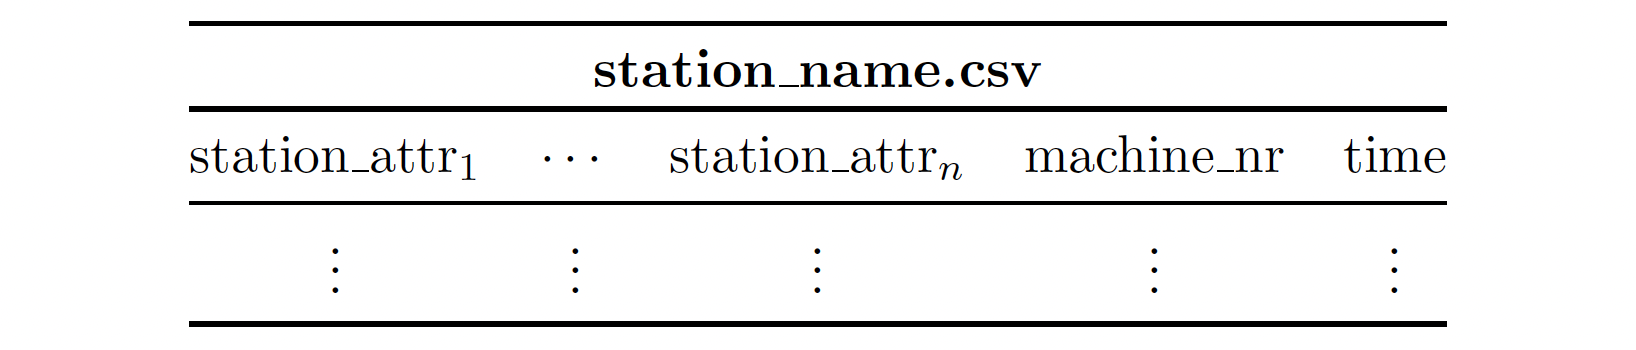 station_name.csv
station_attr₁ ⋯ station_attrₙ machine_nr time
⋮ ⋮ ⋮ ⋮ ⋮